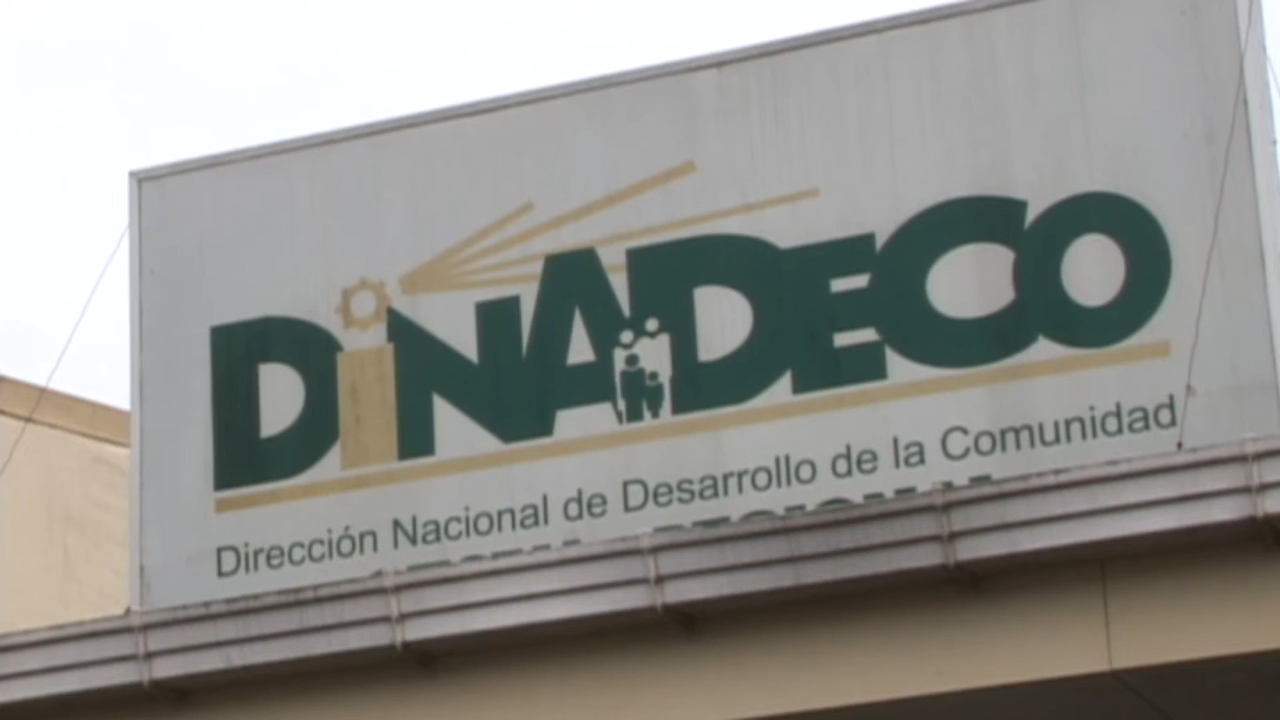 DiNADECO
Dirección Nacional de Desarrollo de la Comunidad